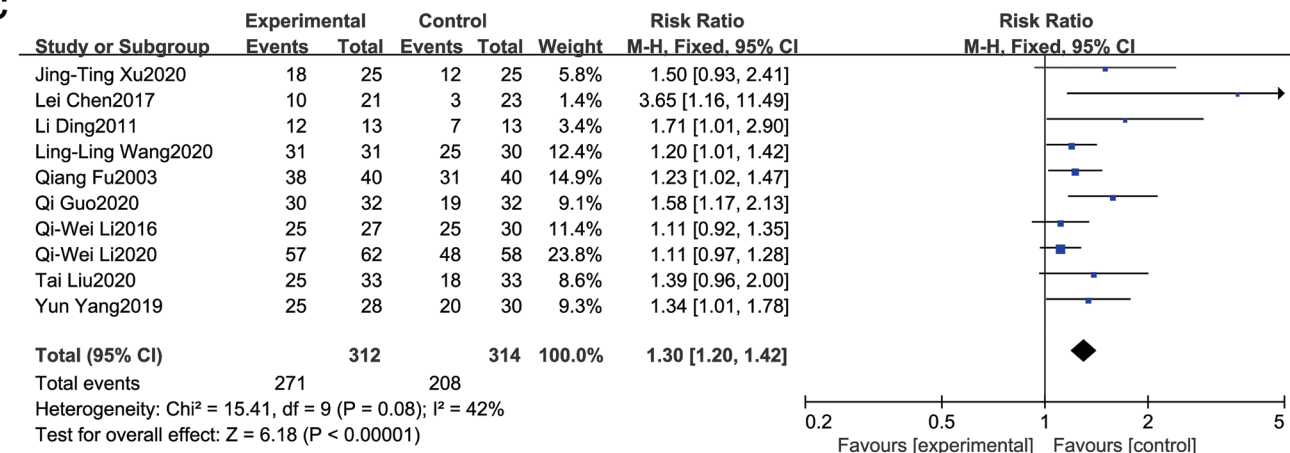 Experimental Control Risk Ratio Risk Ratio
Study or Subgroup Events Total Events Total Weight M-H, Fixed, 95% CI M-H, Fixed, 95% CI
Jing-Ting Xu2020 18 25 12 25 5.8% 1.50 [0.93, 2.41]
Lei Chen2017 10 21 3 23 1.4% 3.65 [1.16, 11.49]
Li Ding2011 12 13 7 13 3.4% 1.71 [1.01, 2.90]
Ling-Ling Wang2020 31 31 25 30 12.4% 1.20 [1.01, 1.42]
Qiang Fu2003 38 40 31 40 14.9% 1.23 [1.02, 1.47]
Qi Guo2020 30 32 19 32 9.1% 1.58 [1.17, 2.13]
Qi-Wei Li2016 25 27 25 30 11.4% 1.11 [0.92, 1.35]
Qi-Wei Li2020 57 62 48 58 23.8% 1.11 [0.97, 1.28]
Tai Liu2020 25 33 18 33 8.6% 1.39 [0.96, 2.00]
Yun Yang2019 25 28 20 30 9.3% 1.34 [1.01, 1.78]
Total (95% CI) 312 314 100.0% 1.30 [1.20, 1.42]
Total events 271 208
Heterogeneity: Chi² = 15.41, df = 9 (P = 0.08); I² = 42%
Test for overall effect: Z = 6.18 (P < 0.00001)
0.2 0.5 1 2 5
Favours [experimental] Favours [control]